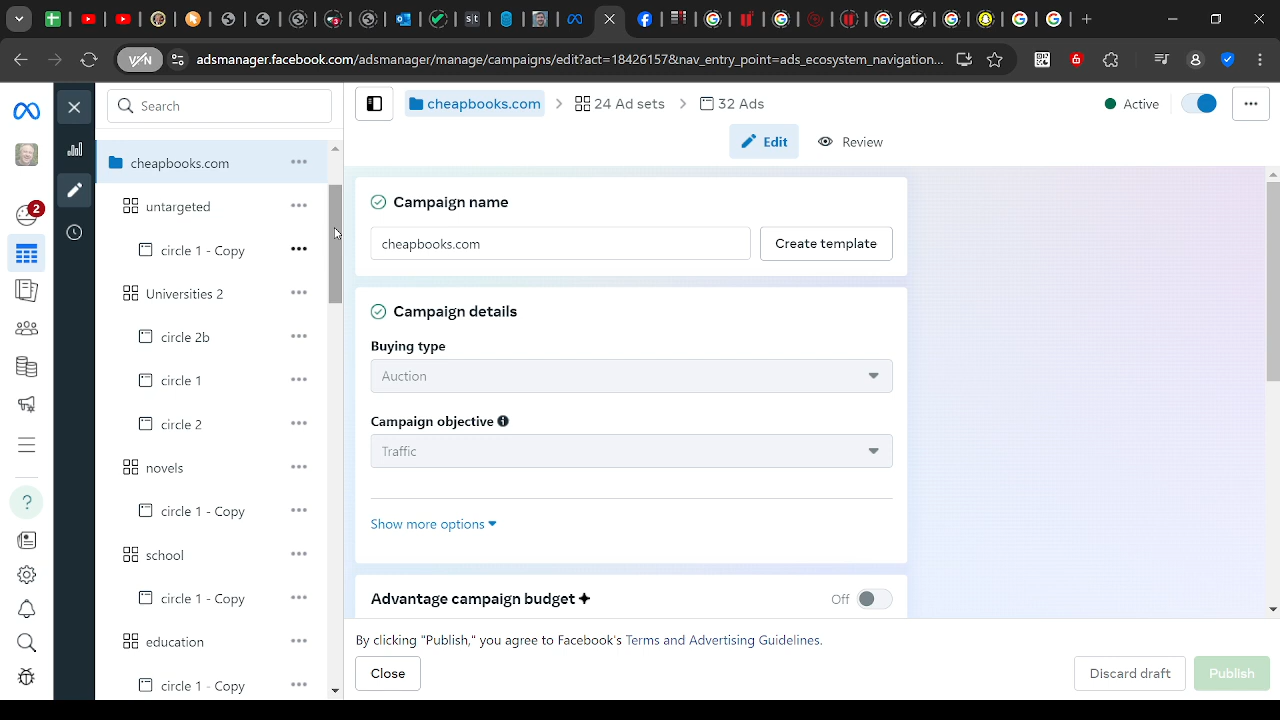 adsmanager.facebook.com/adsmanager/manage/campaigns/edit?act=18426157&nav_entry_point=ads_ecosystem_navigation...
Search
cheapbooks.com
24 Ad sets
32 Ads
Active
Edit
Review
2
cheapbooks.com
untargeted
circle 1 - Copy
Universities 2
circle 2b
circle 1
circle 2
novels
circle 1 - Copy
school
circle 1 - Copy
education
circle 1 - Copy
Campaign name
cheapbooks.com
Create template
Campaign details
Buying type
Auction
Campaign objective
Traffic
Show more options
Advantage campaign budget
Off
By clicking "Publish," you agree to Facebook's Terms and Advertising Guidelines.
Close
Discard draft
Publish